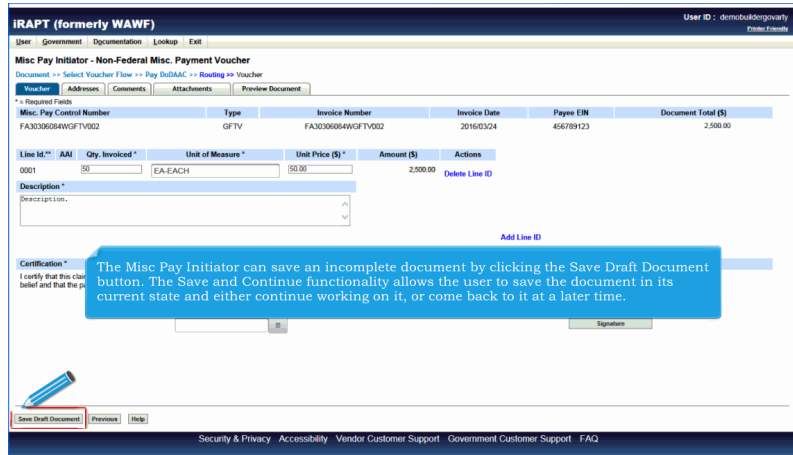 User ID : demobuildergovarty
iRAPT (formerly WAWF)
Printer Friendly
User Government Documentation Lookup Exit
Misc Pay Initiator - Non-Federal Misc. Payment Voucher
Document >> Select Voucher Flow >> Pay DoDAAC >> Routing >> Voucher
Voucher Addresses Comments Attachments Preview Document
* = Required Fields
Misc. Pay Control Number Type Invoice Number Invoice Date Payee EIN Document Total ($)
FA30306084WGFTV002 GFTV FA30306084WGFTV002 2016/03/24 456789123 2,500.00
Line Id.** AAI Qty. Invoiced * Unit of Measure * Unit Price ($) * Amount ($) Actions
0001 50 EA-EACH 50.00 2,500.00 Delete Line ID
Description *
Description.
Add Line ID
Certification *
I certify that this clai
belief and that the pa
The Misc Pay Initiator can save an incomplete document by clicking the Save Draft Document
button. The Save and Continue functionality allows the user to save the document in its
current state and either continue working on it, or come back to it at a later time.
Signature
Save Draft Document Previous Help
Security & Privacy Accessibility Vendor Customer Support Government Customer Support FAQ